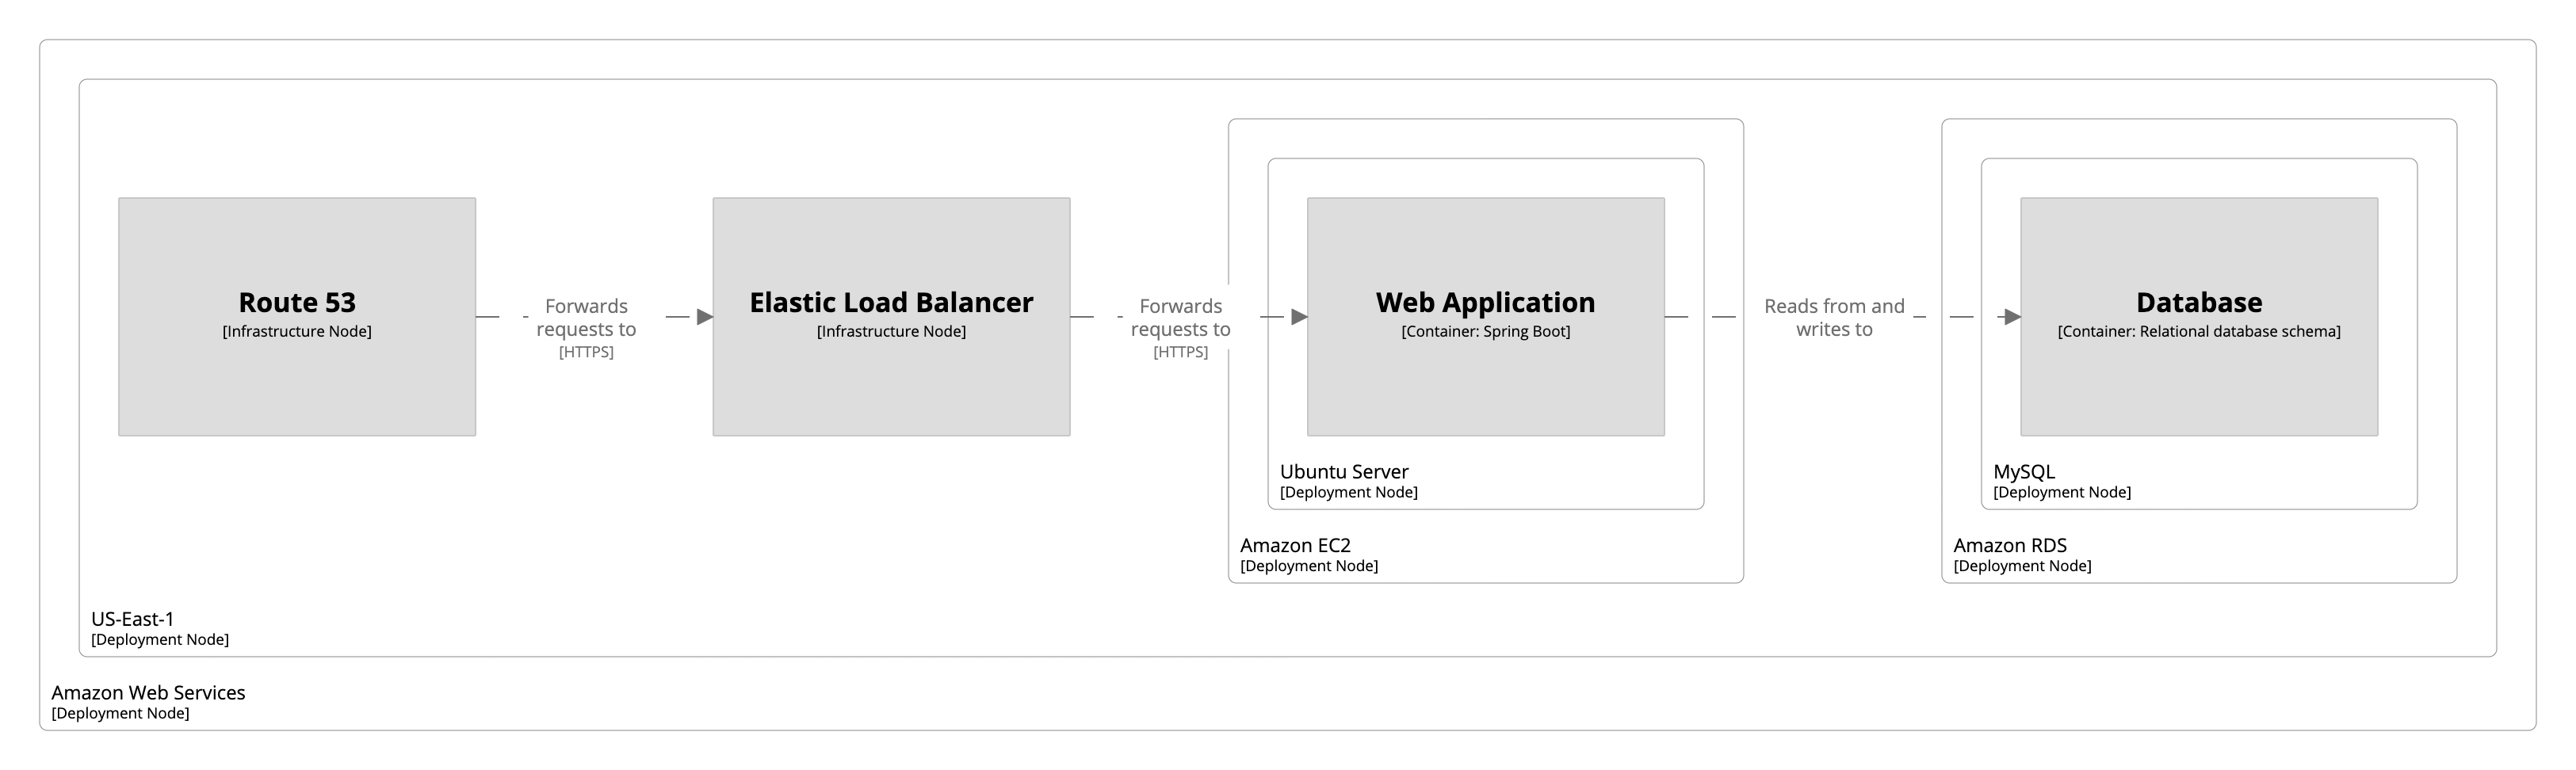 Route 53
[Infrastructure Node]
Forwards
requests to
[HTTPS]
Elastic Load Balancer
[Infrastructure Node]
Forwards
requests to
[HTTPS]
Web Application
[Container: Spring Boot]
Ubuntu Server
[Deployment Node]
Amazon EC2
[Deployment Node]
Reads from and
writes to
Database
[Container: Relational database schema]
MySQL
[Deployment Node]
Amazon RDS
[Deployment Node]
US-East-1
[Deployment Node]
Amazon Web Services
[Deployment Node]